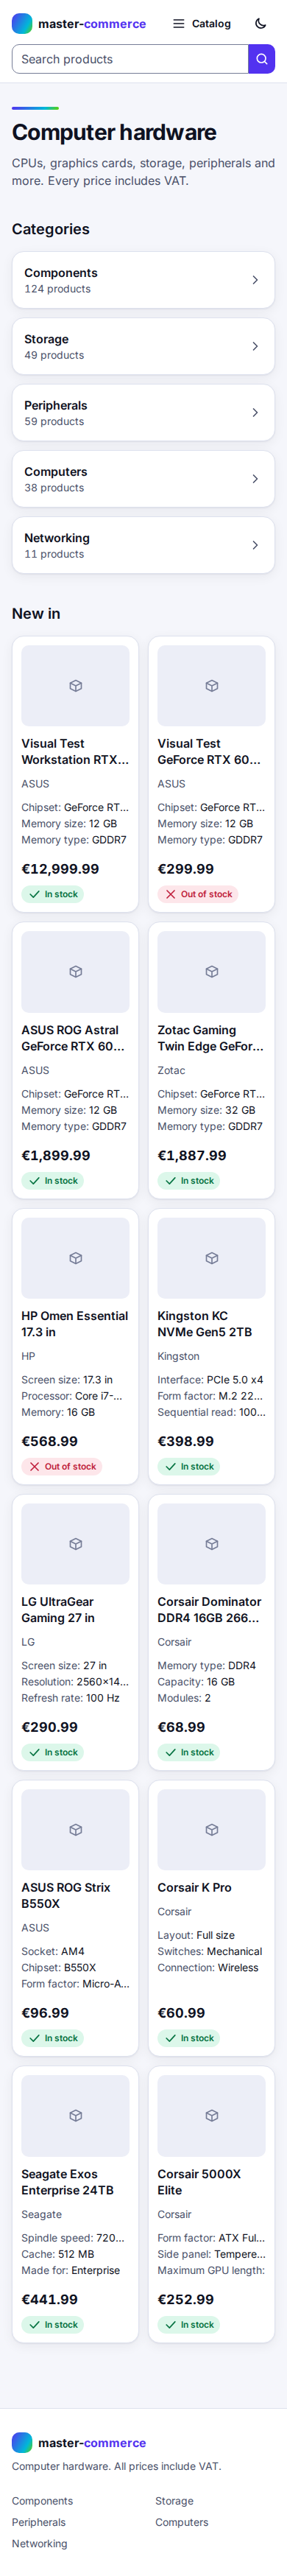 master-commerce
Catalog
Search products
Computer hardware
CPUs, graphics cards, storage, peripherals and
more. Every price includes VAT.
Categories
Components
124 products
Storage
49 products
Peripherals
59 products
Computers
38 products
Networking
11 products
New in
Visual Test
Workstation RTX...
ASUS
Chipset: GeForce RT...
Memory size: 12 GB
Memory type: GDDR7
€12,999.99
In stock
Visual Test
GeForce RTX 60...
ASUS
Chipset: GeForce RT...
Memory size: 12 GB
Memory type: GDDR7
€299.99
Out of stock
ASUS ROG Astral
GeForce RTX 60...
ASUS
Chipset: GeForce RT...
Memory size: 12 GB
Memory type: GDDR7
€1,899.99
In stock
Zotac Gaming
Twin Edge GeFor...
Zotac
Chipset: GeForce RT...
Memory size: 32 GB
Memory type: GDDR7
€1,887.99
In stock
HP Omen Essential
17.3 in
HP
Screen size: 17.3 in
Processor: Core i7-...
Memory: 16 GB
€568.99
Out of stock
Kingston KC
NVMe Gen5 2TB
Kingston
Interface: PCIe 5.0 x4
Form factor: M.2 22...
Sequential read: 100...
€398.99
In stock
LG UltraGear
Gaming 27 in
LG
Screen size: 27 in
Resolution: 2560×14...
Refresh rate: 100 Hz
€290.99
In stock
Corsair Dominator
DDR4 16GB 266...
Corsair
Memory type: DDR4
Capacity: 16 GB
Modules: 2
€68.99
In stock
ASUS ROG Strix
B550X
ASUS
Socket: AM4
Chipset: B550X
Form factor: Micro-A...
€96.99
In stock
Corsair K Pro
Corsair
Layout: Full size
Switches: Mechanical
Connection: Wireless
€60.99
In stock
Seagate Exos
Enterprise 24TB
Seagate
Spindle speed: 720...
Cache: 512 MB
Made for: Enterprise
€441.99
In stock
Corsair 5000X
Elite
Corsair
Form factor: ATX Ful...
Side panel: Tempere...
Maximum GPU length:
€252.99
In stock
master-commerce
Computer hardware. All prices include VAT.
Components
Storage
Peripherals
Computers
Networking